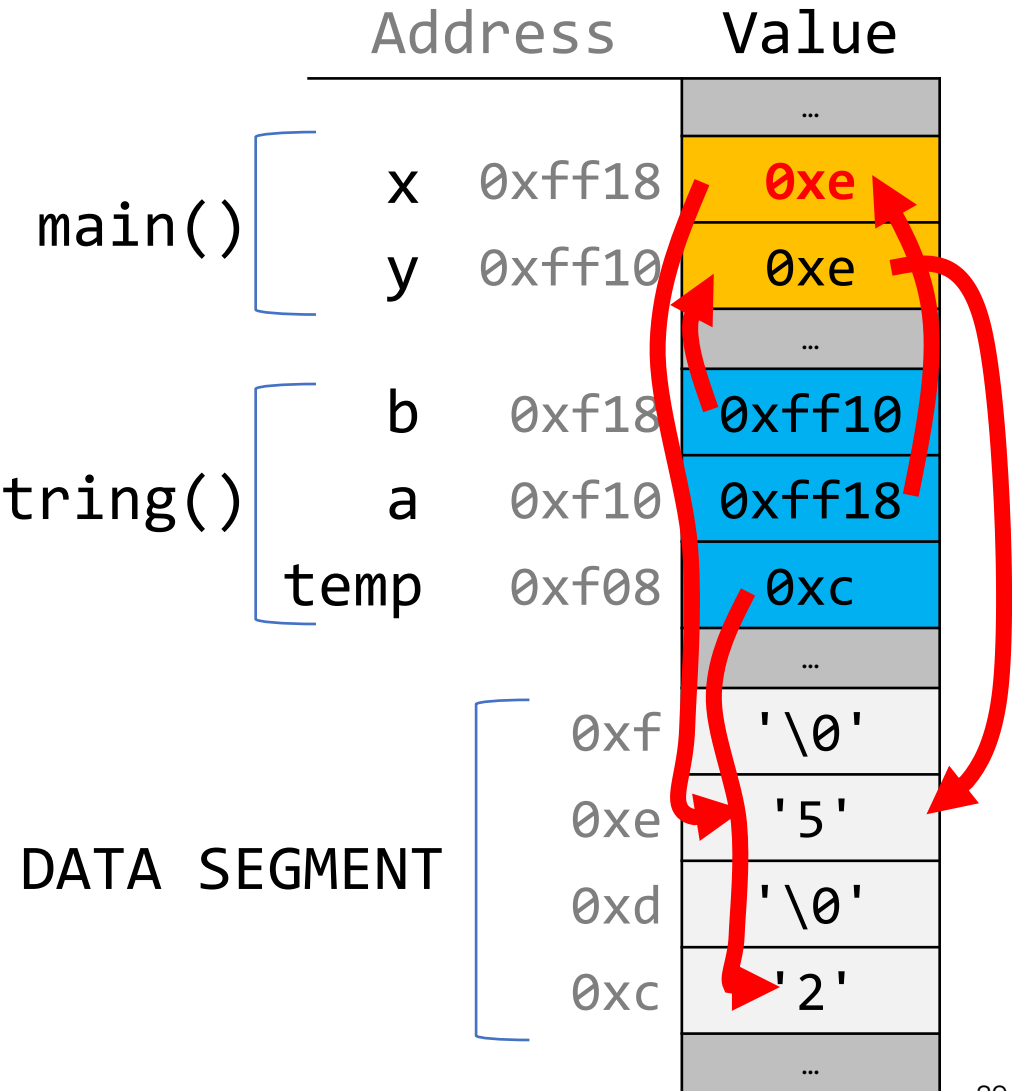 Address Value
…
x 0xff18 0xe
main()
y 0xff10 0xe
…
b 0xf18 0xff10
tring() a 0xf10 0xff18
temp 0xf08 0xc
…
0xf '\0'
0xe '5'
DATA SEGMENT
0xd '\0'
0xc '2'
…